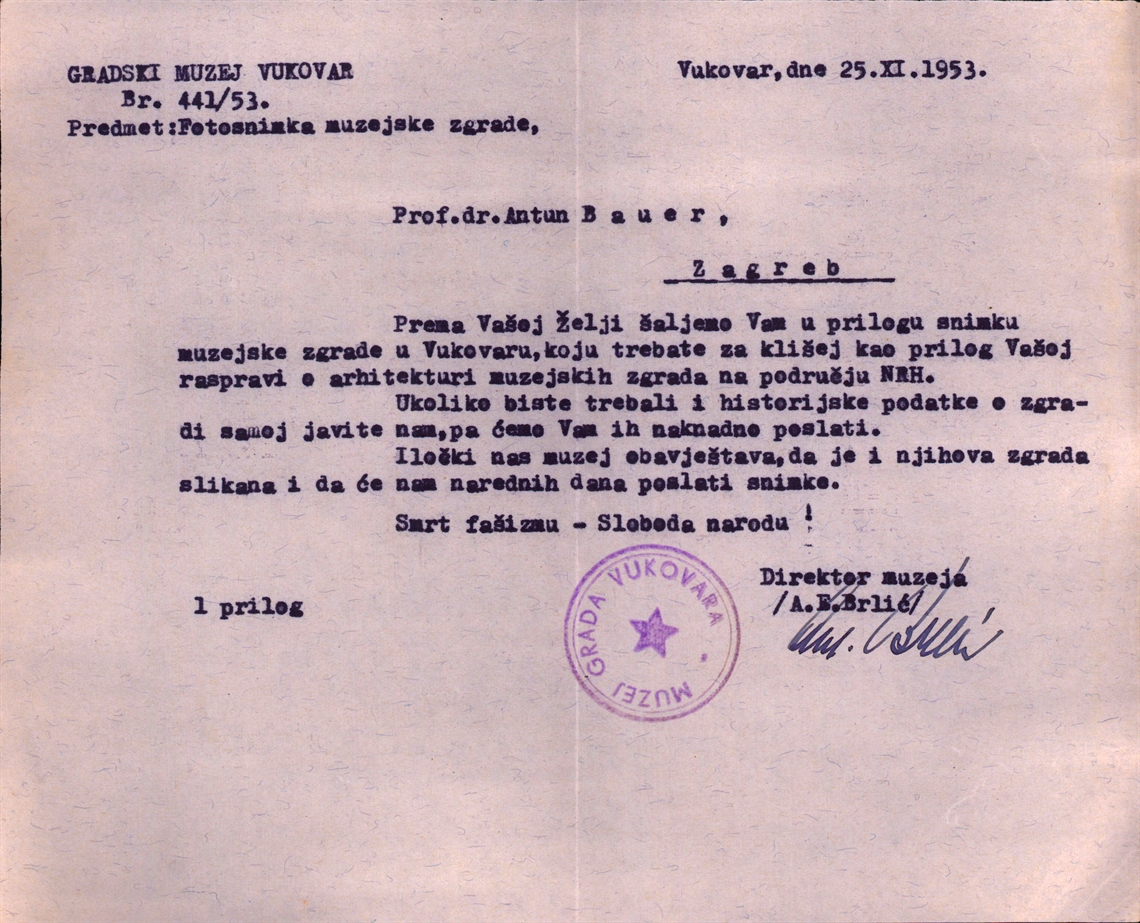 GRADSKI MUZEJ VUKOVAR
Vukovar,dne 25.XI.1953.
Br. 441/53.
Predmet:Fotosnimka muzejske zgrade,
Prof.dr.Antun B a u e r ,
Z a g r e b
Prema Vašoj želji šaljemo Vam u prilogu snimku
muzejske zgrade u Vukovaru,koju trebate za klišej kao prilog Vašoj
raspravi o arhitekturi muzejskih zgrada na području NRH.
Ukoliko biste trebali i historijske podatke o zgra-
di samoj javite nam,pa ćemo Vam ih naknadno poslati.
Iločki nas muzej obavještava,da je i njihova zgrada
slikana i da će nam narednih dana poslati snimke.
Smrt fašizmu - Sloboda narodu !
Direktor muzeja
/A.E.Brlić/
1 prilog
MUZEJ GRADA VUKOVARA